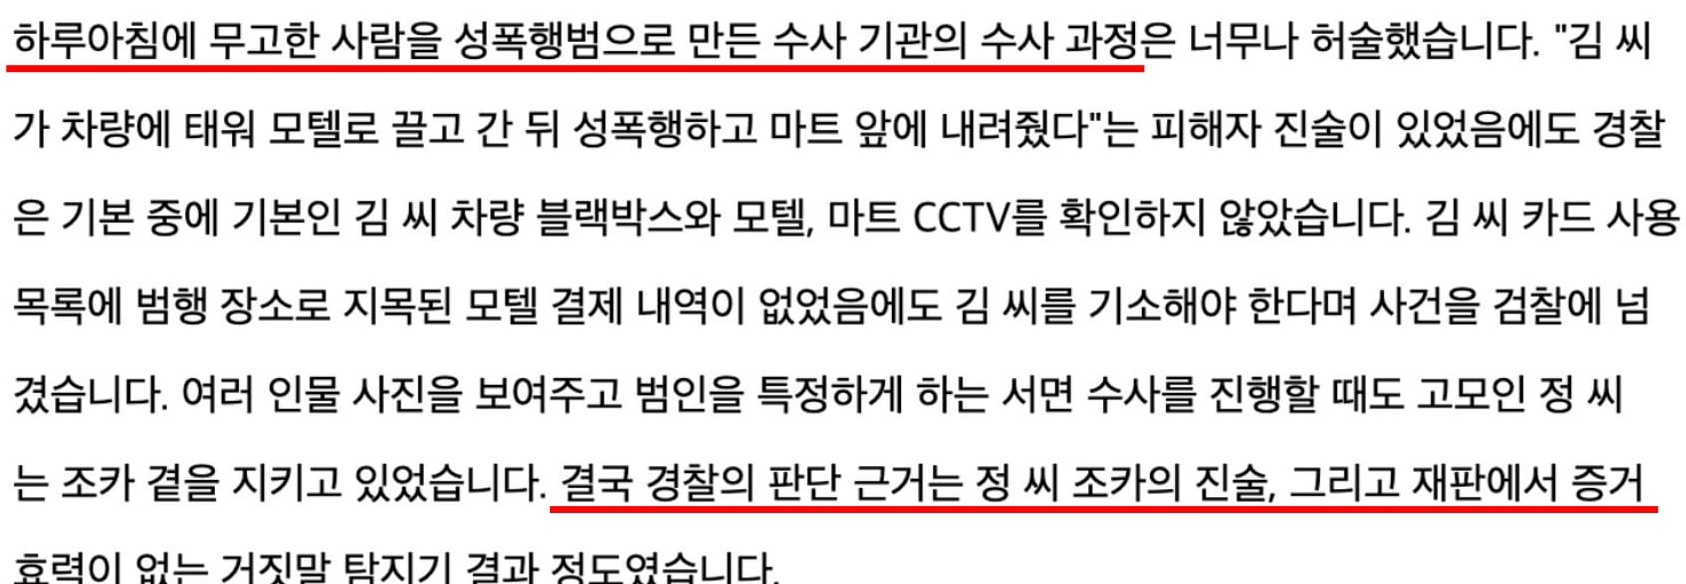 하루아침에 무고한 사람을 성폭행범으로 만든 수사 기관의 수사 과정은 너무나 허술했습니다. "김 씨
가 차량에 태워 모텔로 끌고 간 뒤 성폭행하고 마트 앞에 내려줬다"는 피해자 진술이 있었음에도 경찰
은 기본 중에 기본인 김 씨 차량 블랙박스와 모텔, 마트 CCTV를 확인하지 않았습니다. 김 씨 카드 사용
목록에 범행 장소로 지목된 모텔 결제 내역이 없었음에도 김 씨를 기소해야 한다며 사건을 검찰에 넘
겼습니다. 여러 인물 사진을 보여주고 범인을 특정하게 하는 서면 수사를 진행할 때도 고모인 정 씨
는 조카 곁을 지키고 있었습니다. 결국 경찰의 판단 근거는 정 씨 조카의 진술, 그리고 재판에서 증거
효력이 없는 거짓말 탐지기 결과 정도였습니다.